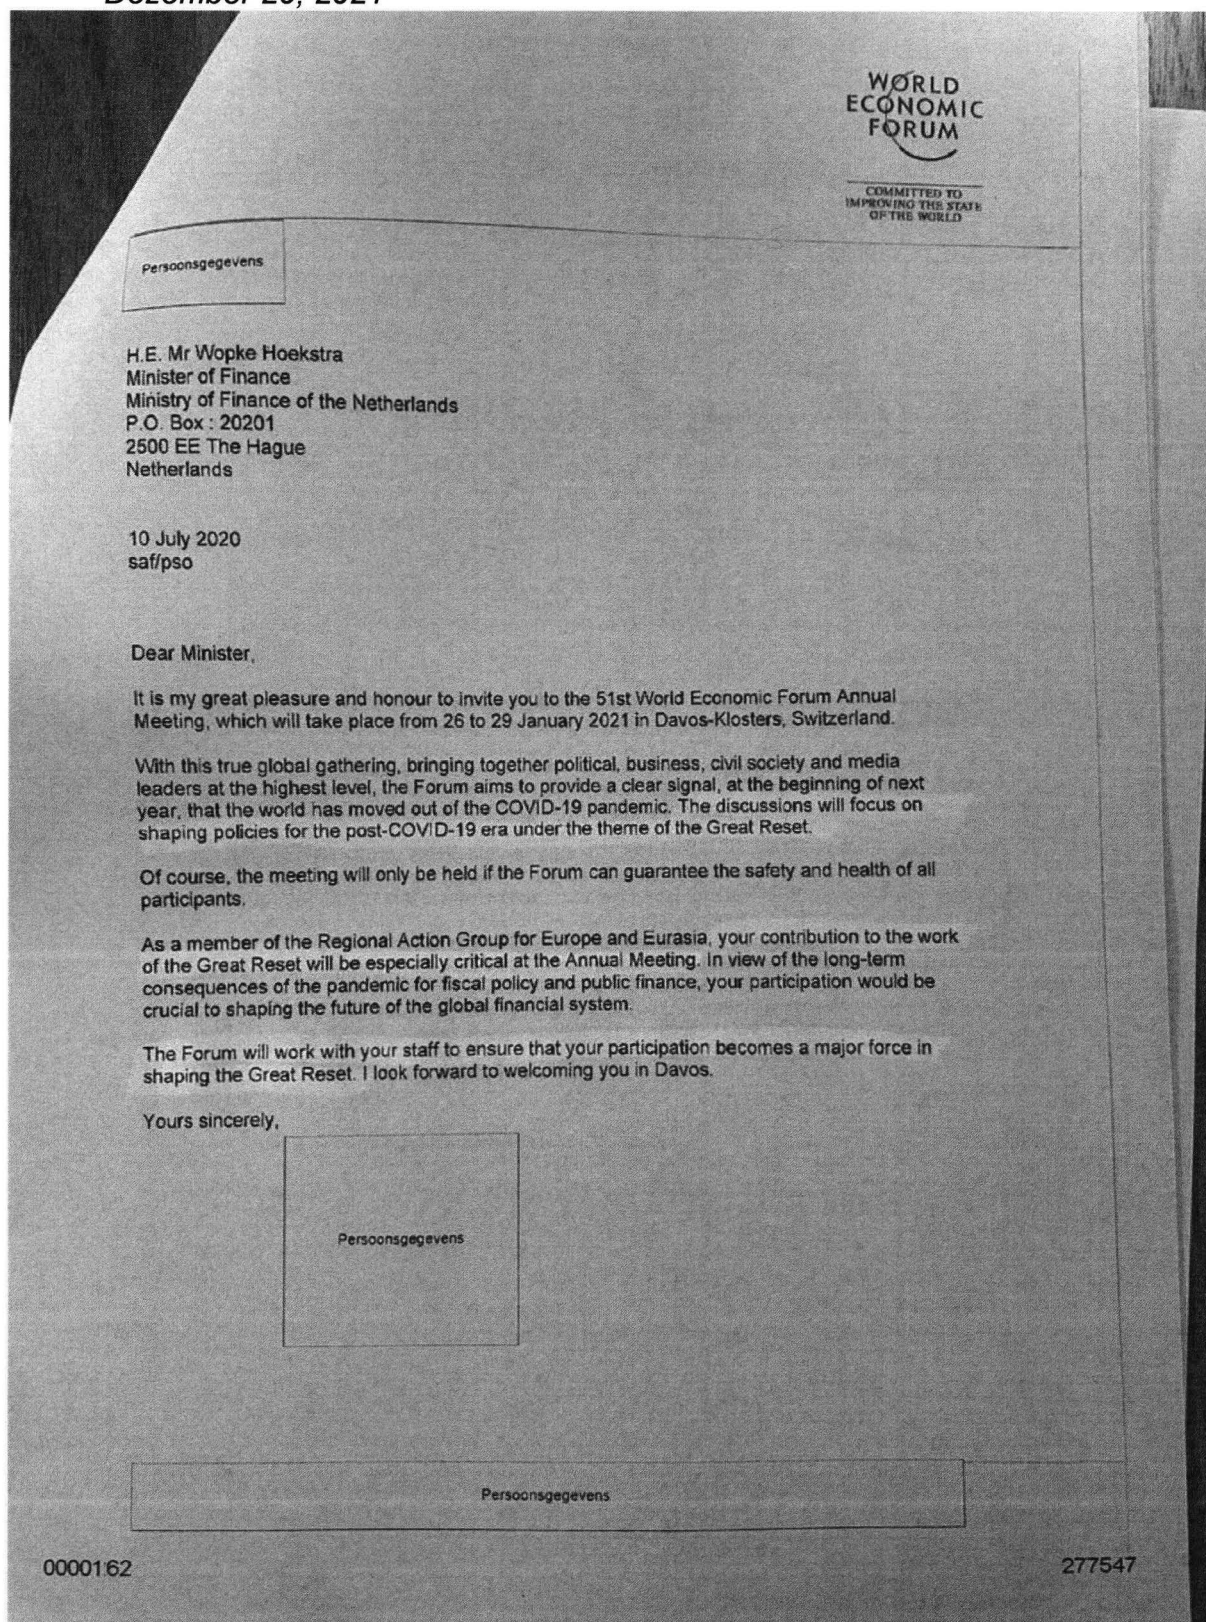 Dezember 2021
WORLD
ECONOMIC
FORUM
COMMITTED TO
IMPROVING THE STATE
OF THE WORLD
Persoonsgegevens
H.E. Mr Wopke Hoekstra
Minister of Finance
Ministry of Finance of the Netherlands
P.O. Box : 20201
2500 EE The Hague
Netherlands
10 July 2020
saf/pso
Dear Minister,
It is my great pleasure and honour to invite you to the 51st World Economic Forum Annual
Meeting, which will take place from 26 to 29 January 2021 in Davos-Klosters, Switzerland.
With this true global gathering, bringing together political, business, civil society and media
leaders at the highest level, the Forum aims to provide a clear signal, at the beginning of next
year, that the world has moved out of the COVID-19 pandemic. The discussions will focus on
shaping policies for the post-COVID-19 era under the theme of the Great Reset.
Of course, the meeting will only be held if the Forum can guarantee the safety and health of all
participants.
As a member of the Regional Action Group for Europe and Eurasia, your contribution to the work
of the Great Reset will be especially critical at the Annual Meeting. In view of the long-term
consequences of the pandemic for fiscal policy and public finance, your participation would be
crucial to shaping the future of the global financial system.
The Forum will work with your staff to ensure that your participation becomes a major force in
shaping the Great Reset. I look forward to welcoming you in Davos.
Yours sincerely,
Persoonsgegevens
Persoonsgegevens
0000162
277547